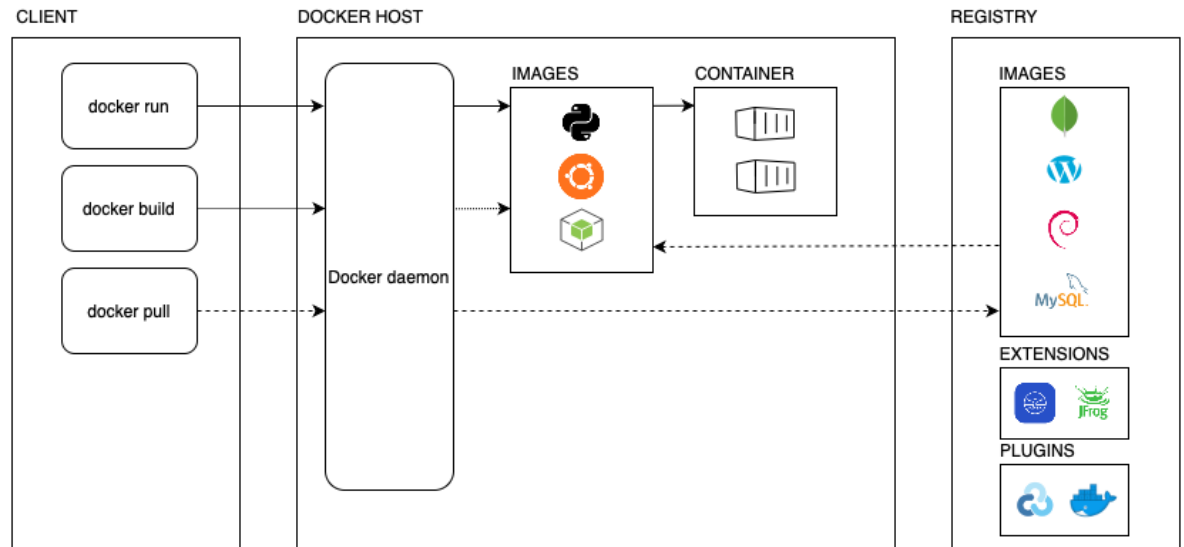 CLIENT
DOCKER HOST
REGISTRY
docker run
docker build
docker pull
Docker daemon
IMAGES
CONTAINER
IMAGES
MySQL.
EXTENSIONS
JFrog
PLUGINS